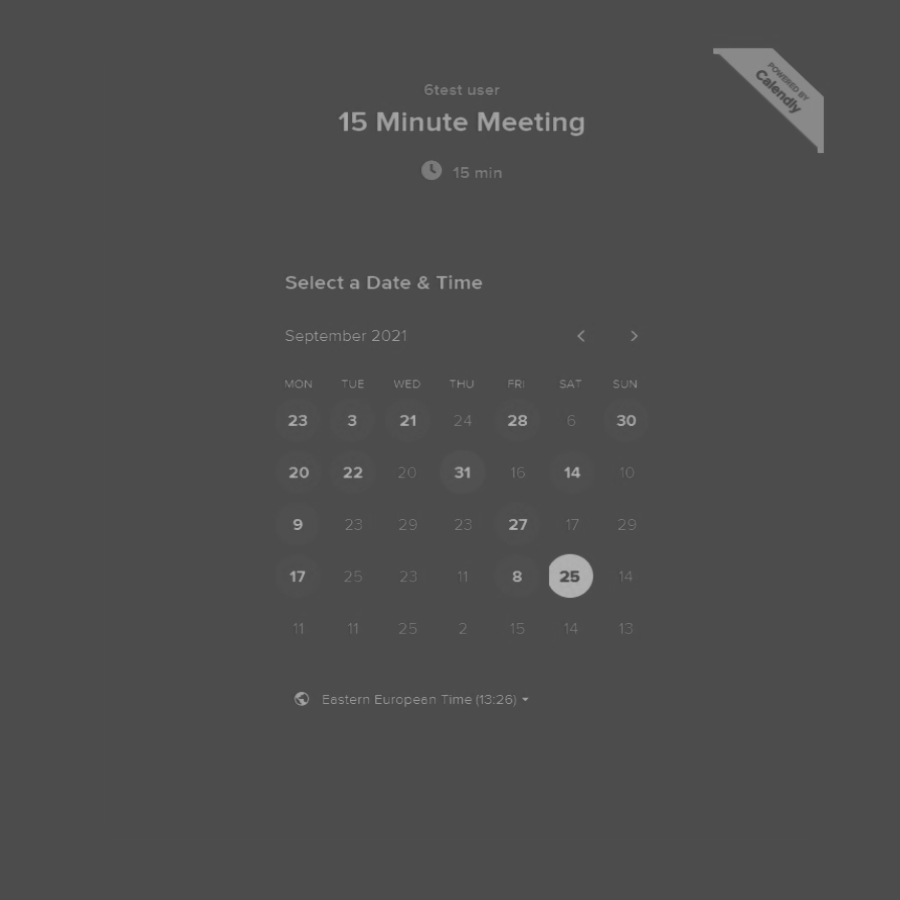 POWERED BY
Calendly
6test user
15 Minute Meeting
15 min
Select a Date & Time
September 2021
MON TUE WED THU FRI SAT SUN
23 3 21 24 28 6 30
20 22 20 31 16 14 10
9 23 29 23 27 17 29
17 25 23 11 8 25 14
11 11 25 2 15 14 13
Eastern European Time (13:26)